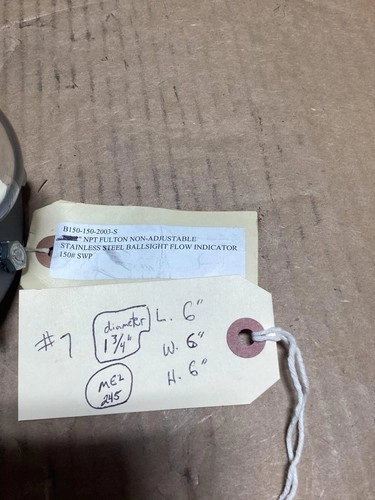 B150-150-2003-S
" NPT FULTON NON-ADJUSTABLE
STAINLESS STEEL BALLSIGHT FLOW INDICATOR
150# SWP
#7
diameter
1 3/4"
MEZ
245
L. 6"
W. 6"
H. 6"